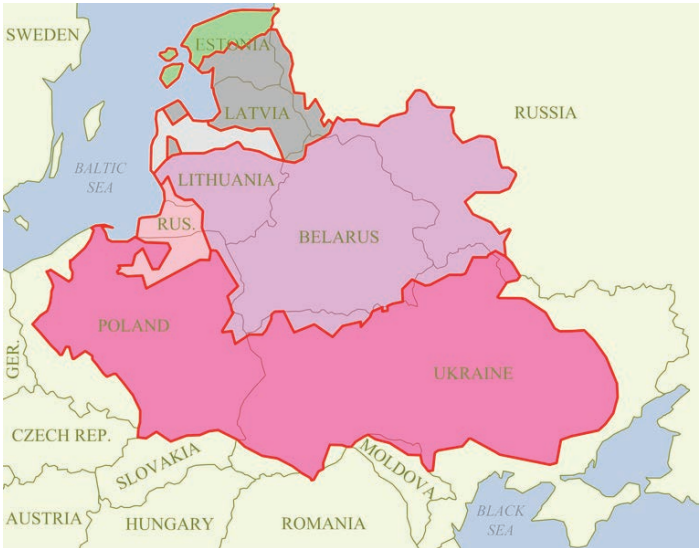 SWEDEN
ESTONIA
RUSSIA
LATVIA
BALTIC
SEA
LITHUANIA
RUS.
BELARUS
POLAND
GER.
UKRAINE
CZECH REP.
SLOVAKIA
MOLDOVA
AUSTRIA
HUNGARY
ROMANIA
BLACK
SEA